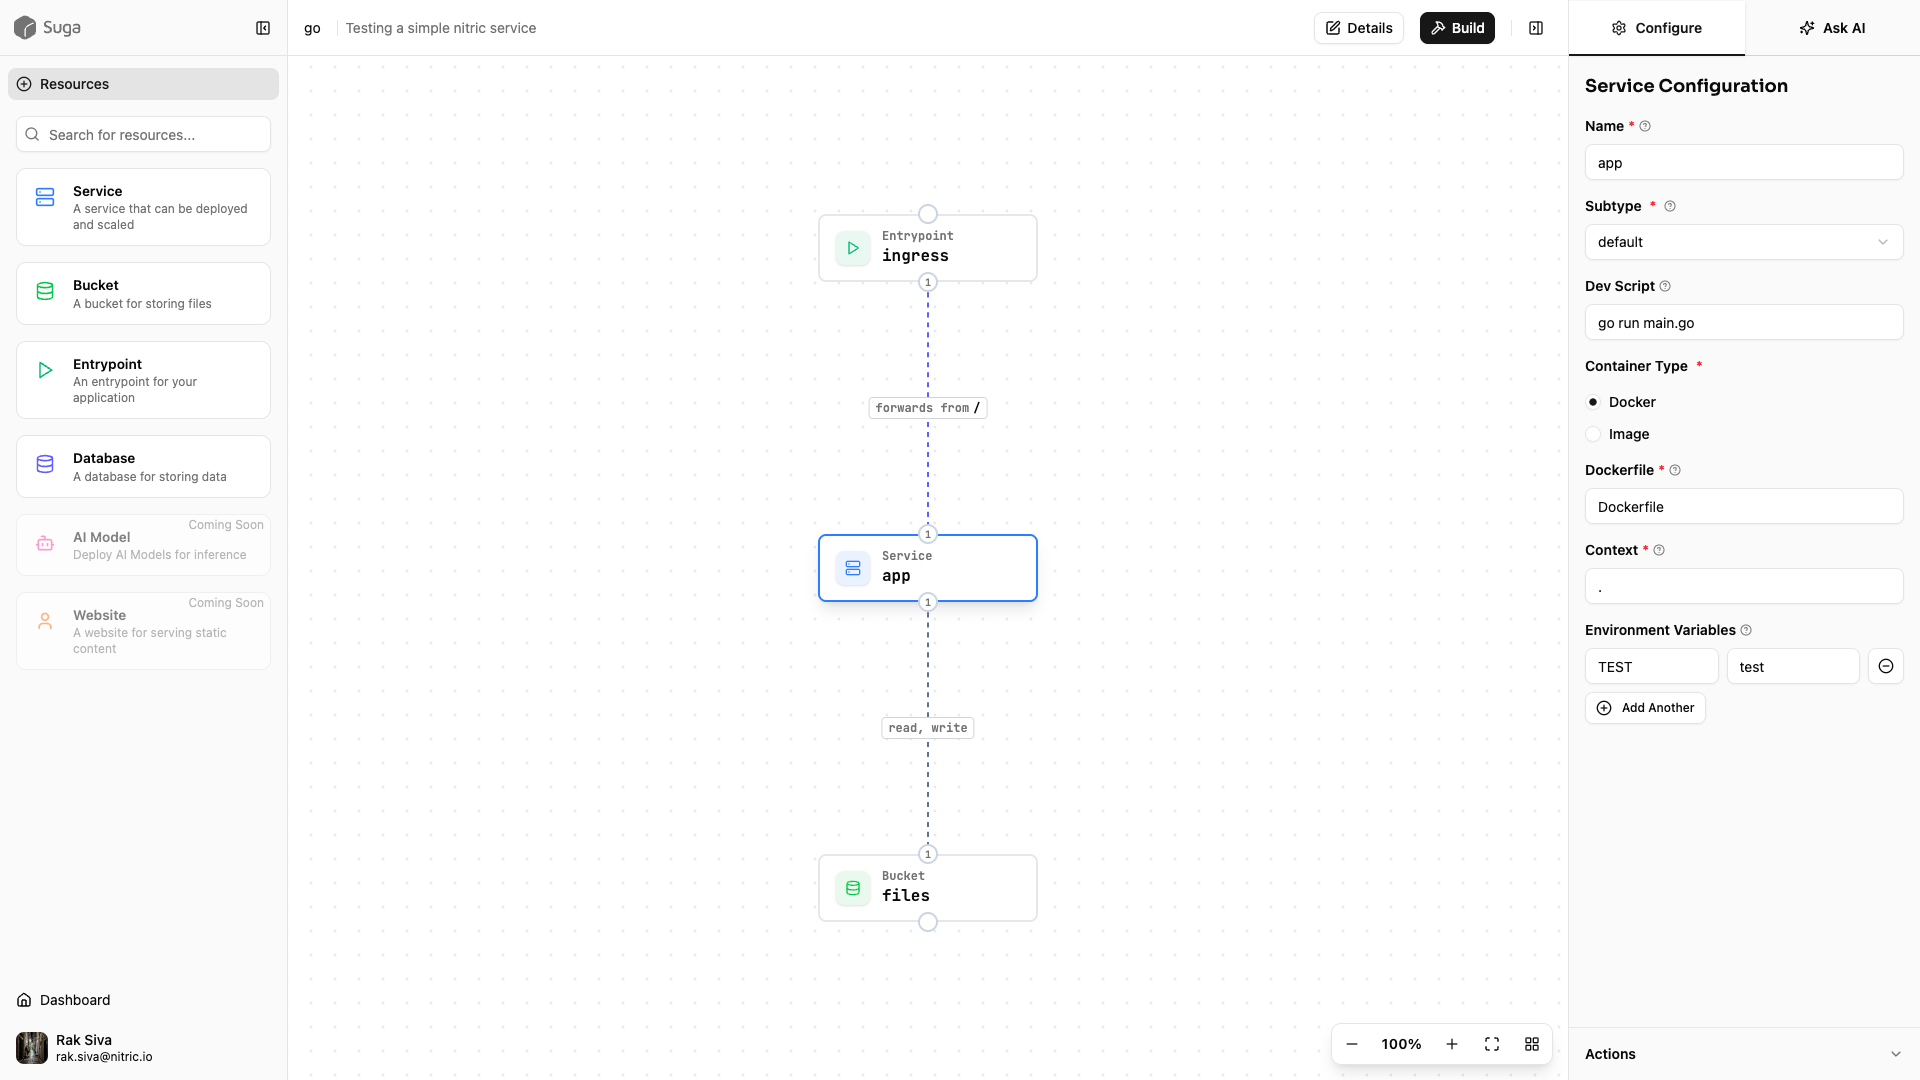 Suga
Resources
Search for resources...
Service
A service that can be deployed
and scaled
Bucket
A bucket for storing files
Entrypoint
An entrypoint for your
application
Database
A database for storing data
Coming Soon
AI Model
Deploy AI Models for inference
Coming Soon
Website
A website for serving static
content
Dashboard
Rak Siva
rak.siva@nitric.io
go
Testing a simple nitric service
Details
Build
Entrypoint
ingress
1
forwards from /
1
Service
app
1
read, write
1
Bucket
files
100%
Configure
Ask AI
Service Configuration
Name *
app
Subtype *
default
Dev Script
go run main.go
Container Type *
Docker
Image
Dockerfile *
Dockerfile
Context *
.
Environment Variables
TEST test
Add Another
Actions